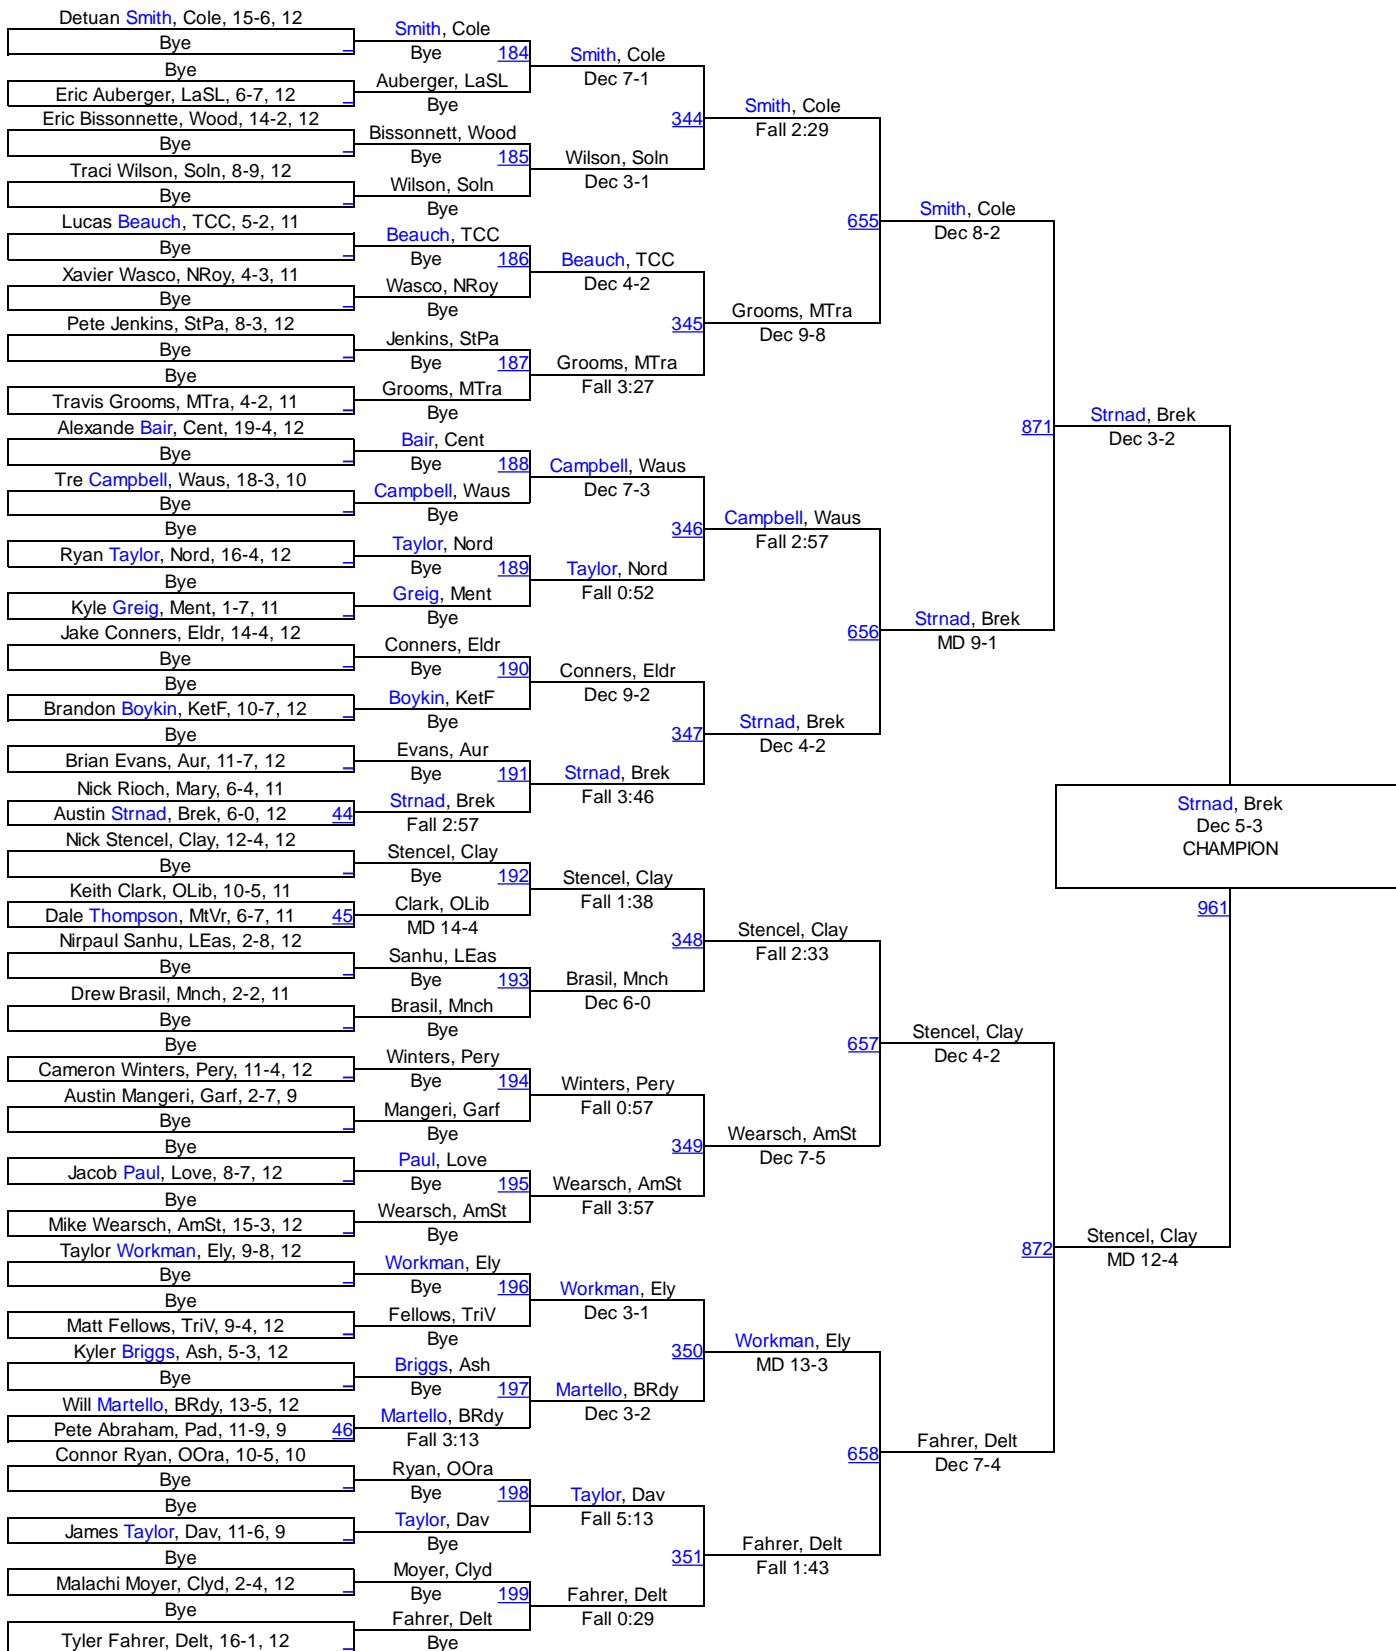 Detuan Smith, Cole, 15-6, 12
Bye
Bye
Eric Auberger, LaSL, 6-7, 12
Eric Bissonnette, Wood, 14-2, 12
Bye
Traci Wilson, Soln, 8-9, 12
Bye
Lucas Beauch, TCC, 5-2, 11
Bye
Xavier Wasco, NRoy, 4-3, 11
Bye
Pete Jenkins, StPa, 8-3, 12
Bye
Bye
Travis Grooms, MTra, 4-2, 11
Alexande Bair, Cent, 19-4, 12
Bye
Tre Campbell, Waus, 18-3, 10
Bye
Bye
Ryan Taylor, Nord, 16-4, 12
Bye
Kyle Greig, Ment, 1-7, 11
Jake Conners, Eldr, 14-4, 12
Bye
Bye
Brandon Boykin, KetF, 10-7, 12
Bye
Brian Evans, Aur, 11-7, 12
Nick Rioch, Mary, 6-4, 11
Austin Strnad, Brek, 6-0, 12 44
Nick Stencel, Clay, 12-4, 12
Bye
Keith Clark, OLib, 10-5, 11
Dale Thompson, MtVr, 6-7, 11 45
Nirpaul Sanhu, LEas, 2-8, 12
Bye
Drew Brasil, Mnch, 2-2, 11
Bye
Bye
Cameron Winters, Pery, 11-4, 12
Austin Mangeri, Garf, 2-7, 9
Bye
Bye
Jacob Paul, Love, 8-7, 12
Bye
Mike Wearsch, AmSt, 15-3, 12
Taylor Workman, Ely, 9-8, 12
Bye
Bye
Matt Fellows, TriV, 9-4, 12
Kyler Briggs, Ash, 5-3, 12
Bye
Will Martello, BRdy, 13-5, 12
Pete Abraham, Pad, 11-9, 9 46
Connor Ryan, OOra, 10-5, 10
Bye
Bye
James Taylor, Dav, 11-6, 9
Bye
Malachi Moyer, Clyd, 2-4, 12
Bye
Tyler Fahrer, Delt, 16-1, 12
Smith, Cole
Bye 184
Auberger, LaSL
Bye
Bissonnett, Wood
Bye 185
Wilson, Soln
Bye
Beauch, TCC
Bye 186
Wasco, NRoy
Bye
Jenkins, StPa
Bye 187
Grooms, MTra
Bye
Bair, Cent
Bye 188
Campbell, Waus
Bye
Taylor, Nord
Bye 189
Greig, Ment
Bye
Conners, Eldr
Bye 190
Boykin, KetF
Bye
Evans, Aur
Bye 191
Strnad, Brek
Fall 2:57
Stencel, Clay
Bye 192
Clark, OLib
MD 14-4
Sanhu, LEas
Bye 193
Brasil, Mnch
Bye
Winters, Pery
Bye 194
Mangeri, Garf
Bye
Paul, Love
Bye 195
Wearsch, AmSt
Bye
Workman, Ely
Bye 196
Fellows, TriV
Bye
Briggs, Ash
Bye 197
Martello, BRdy
Fall 3:13
Ryan, OOra
Bye 198
Taylor, Dav
Bye
Moyer, Clyd
Bye 199
Fahrer, Delt
Bye
Smith, Cole
Dec 7-1
344
Wilson, Soln
Dec 3-1
Beauch, TCC
Dec 4-2
345
Grooms, MTra
Fall 3:27
Campbell, Waus
Dec 7-3
346
Taylor, Nord
Fall 0:52
Conners, Eldr
Dec 9-2
347
Strnad, Brek
Fall 3:46
Stencel, Clay
Fall 1:38
348
Brasil, Mnch
Dec 6-0
Winters, Pery
Fall 0:57
349
Wearsch, AmSt
Fall 3:57
Workman, Ely
Dec 3-1
350
Martello, BRdy
Dec 3-2
Taylor, Dav
Fall 5:13
351
Fahrer, Delt
Fall 0:29
Smith, Cole
Fall 2:29
655
Grooms, MTra
Dec 9-8
Campbell, Waus
Fall 2:57
656
Strnad, Brek
Dec 4-2
Stencel, Clay
Fall 2:33
657
Wearsch, AmSt
Dec 7-5
Workman, Ely
MD 13-3
658
Fahrer, Delt
Fall 1:43
Smith, Cole
Dec 8-2
871
Strnad, Brek
MD 9-1
Stencel, Clay
Dec 4-2
872
Fahrer, Delt
Dec 7-4
Strnad, Brek
Dec 3-2
Strnad, Brek
Dec 5-3
CHAMPION
961
Stencel, Clay
MD 12-4